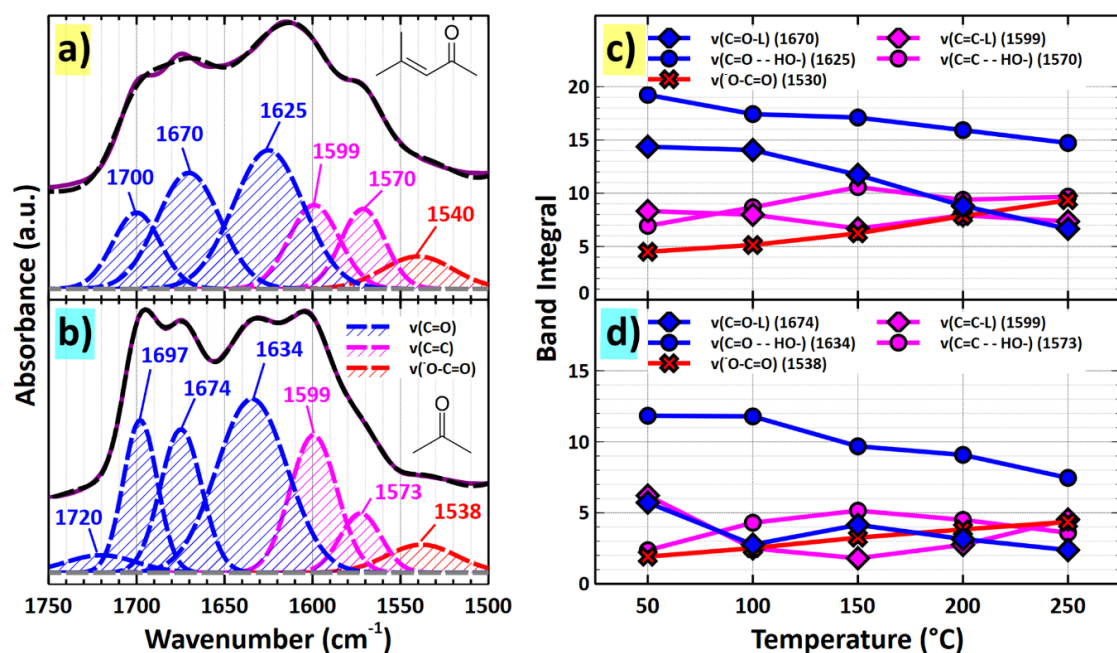 a)
O
1700
1670
1625
1599
1570
1540
b)
ν(C=O)
ν(C=C)
ν(⁻O-C=O)
O
1720
1697
1674
1634
1599
1573
1538
1750 1700 1650 1600 1550 1500
Wavenumber (cm⁻¹)
Absorbance (a.u.)
c)
ν(C=O-L) (1670)
ν(C=O - - HO-) (1625)
ν(⁻O-C=O) (1530)
ν(C=C-L) (1599)
ν(C=C - - HO-) (1570)
20
15
10
5
0
d)
ν(C=O-L) (1674)
ν(C=O - - HO-) (1634)
ν(⁻O-C=O) (1538)
ν(C=C-L) (1599)
ν(C=C - - HO-) (1573)
15
10
5
0
50 100 150 200 250
Temperature (°C)
Band Integral